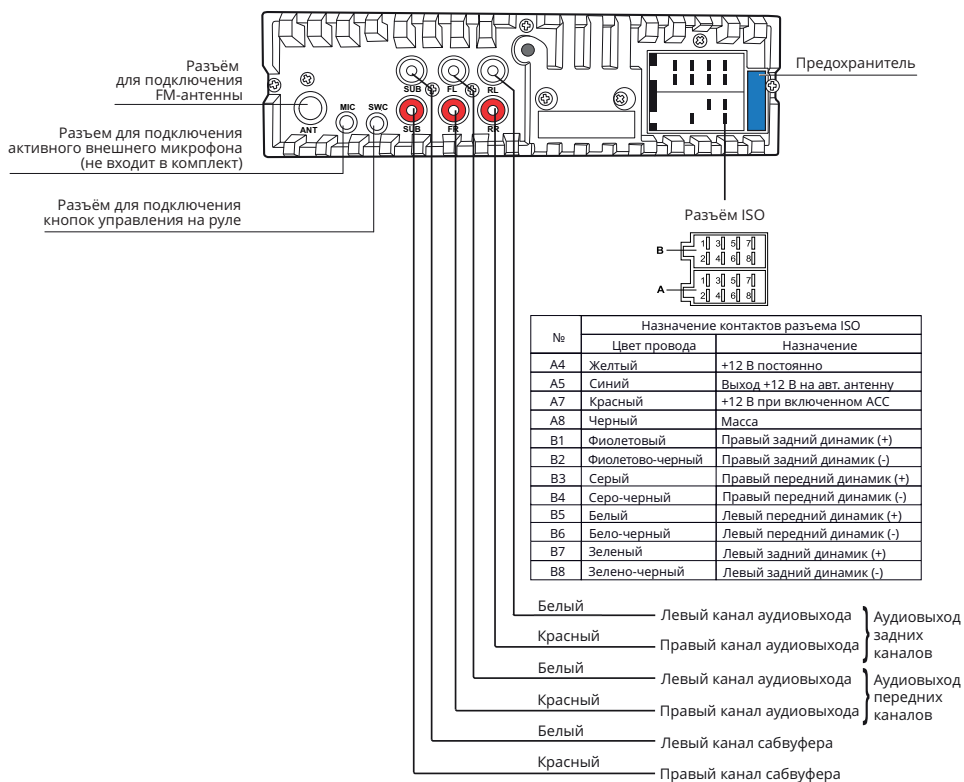 Разъём
для подключения
FM-антенны
Разъем для подключения
активного внешнего микрофона
(не входит в комплект)
Разъём для подключения
кнопок управления на руле
ANT
MIC
SWC
SUB
FL
RL
SUB
FR
RR
Предохранитель
Разъём ISO
B
1 3 5 7
2 4 6 8
A
1 3 5 7
2 4 6 8
№ Назначение контактов разъема ISO
Цвет провода Назначение
A4 Желтый +12 В постоянно
A5 Синий Выход +12 В на авт. антенну
A7 Красный +12 В при включенном ACC
A8 Черный Масса
B1 Фиолетовый Правый задний динамик (+)
B2 Фиолетово-черный Правый задний динамик (-)
B3 Серый Правый передний динамик (+)
B4 Серо-черный Правый передний динамик (-)
B5 Белый Левый передний динамик (+)
B6 Бело-черный Левый передний динамик (-)
B7 Зеленый Левый задний динамик (+)
B8 Зелено-черный Левый задний динамик (-)
Белый Левый канал аудиовыхода
Красный Правый канал аудиовыхода
Аудиовыход
задних
каналов
Белый Левый канал аудиовыхода
Красный Правый канал аудиовыхода
Аудиовыход
передних
каналов
Белый Левый канал сабвуфера
Красный Правый канал сабвуфера